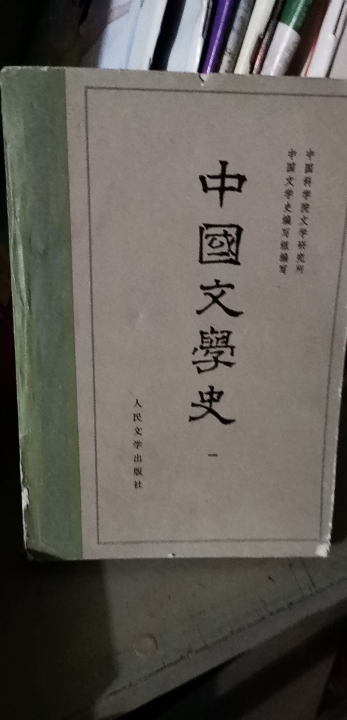 中国科学院文学研究所
中国文学史编写组编写
中國文學史
一
人民文学出版社